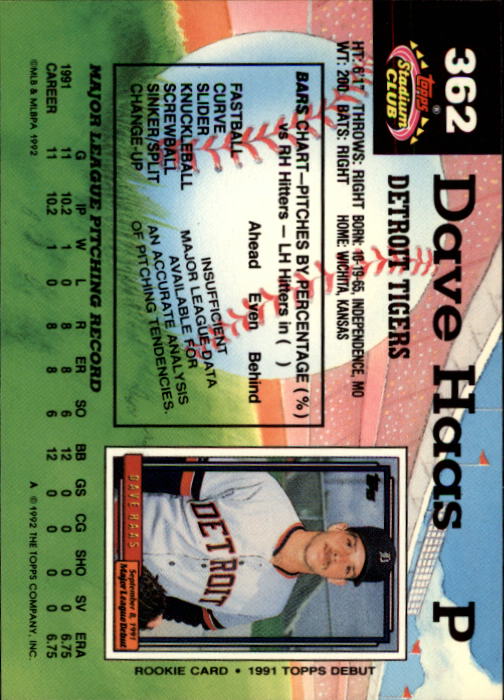 362
topps®
Stadium
CLUB
Dave Haas P
DETROIT TIGERS
HT: 6'1" THROWS: RIGHT BORN: 10-19-65, INDEPENDENCE, MO
WT: 200 BATS: RIGHT HOME: WICHITA, KANSAS
BARS CHART—PITCHES BY PERCENTAGE (%)
vs RH Hitters – LH Hitters in ( )
Ahead Even Behind
FASTBALL
CURVE
SLIDER
KNUCKLEBALL
SCREWBALL
SINKER/SPLIT
CHANGE-UP
INSUFFICIENT
MAJOR LEAGUE DATA
AVAILABLE FOR
AN ACCURATE ANALYSIS
OF PITCHING TENDENCIES.
Topps
DETROIT
DAVE HAAS
September 8, 1991
Major League Debut
ROOKIE CARD • 1991 TOPPS DEBUT
MAJOR LEAGUE PITCHING RECORD
G IP W L R ER SO BB GS CG SHO SV ERA
1991 11 10.2 1 0 8 8 6 12 0 0 0 0 6.75
CAREER 11 10.2 1 0 8 8 6 12 0 0 0 0 6.75
©MLB & MLBPA 1992
A ©1992 THE TOPPS COMPANY, INC.